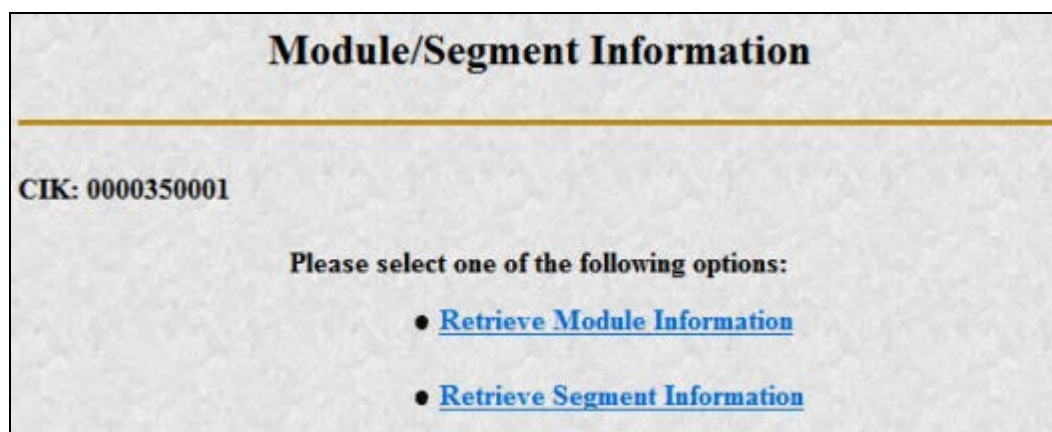 Module/Segment Information
CIK: 0000350001
Please select one of the following options:
Retrieve Module Information
Retrieve Segment Information